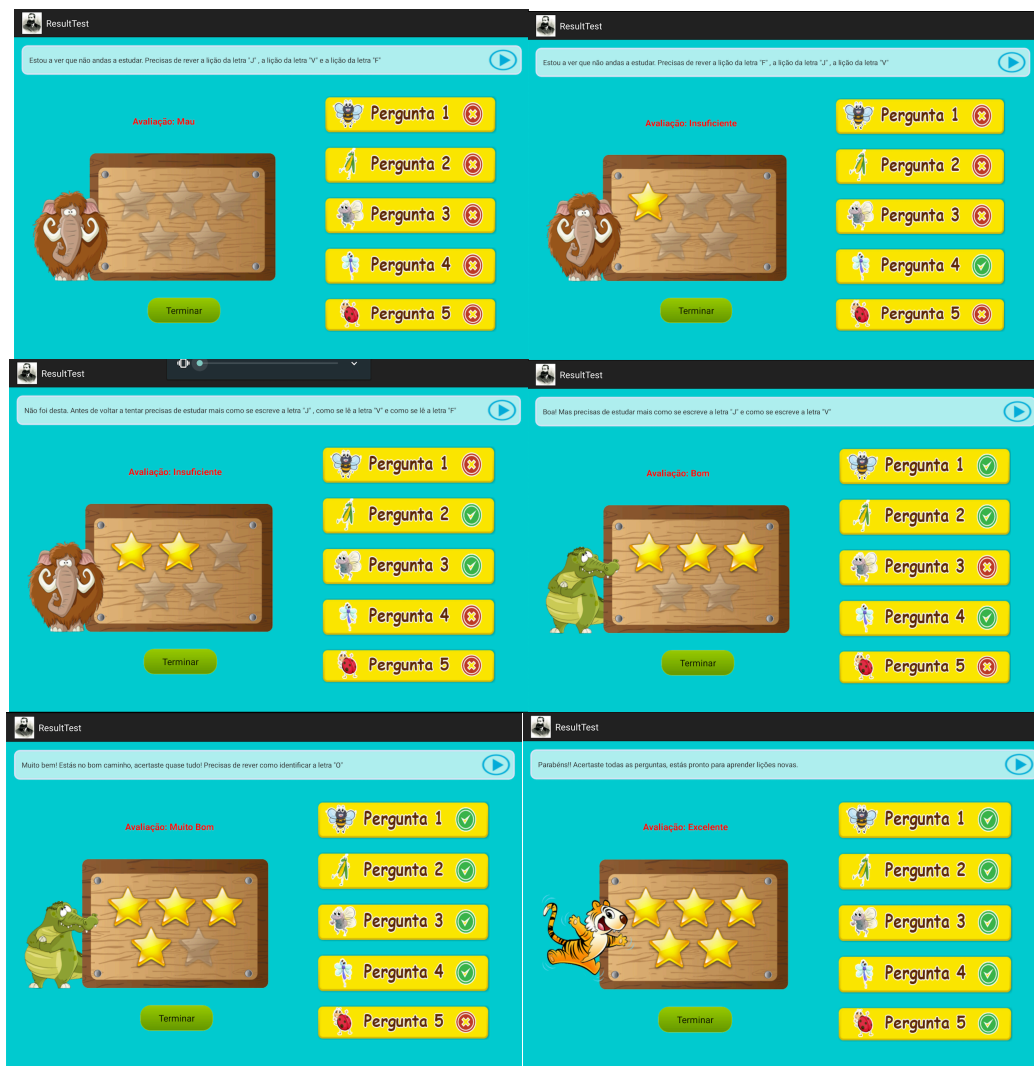 ResultTest
Estou a ver que não andas a estudar. Precisas de rever a lição da letra "J" , a lição da letra "V" e a lição da letra "F"
Avaliação: Mau
Pergunta 1
Pergunta 2
Pergunta 3
Pergunta 4
Pergunta 5
Terminar
ResultTest
Estou a ver que não andas a estudar. Precisas de rever a lição da letra "F" , a lição da letra "J" , a lição da letra "V"
Avaliação: Insuficiente
Pergunta 1
Pergunta 2
Pergunta 3
Pergunta 4
Pergunta 5
Terminar
ResultTest
Não foi desta. Antes de voltar a tentar precisas de estudar mais como se escreve a letra "J" , como se lê a letra "V" e como se lê a letra "F"
Avaliação: Insuficiente
Pergunta 1
Pergunta 2
Pergunta 3
Pergunta 4
Pergunta 5
Terminar
ResultTest
Boa! Mas precisas de estudar mais como se escreve a letra "J" e como se escreve a letra "V"
Avaliação: Bom
Pergunta 1
Pergunta 2
Pergunta 3
Pergunta 4
Pergunta 5
Terminar
ResultTest
Muito bem! Estás no bom caminho, acertaste quase tudo! Precisas de rever como identificar a letra "O"
Avaliação: Muito Bom
Pergunta 1
Pergunta 2
Pergunta 3
Pergunta 4
Pergunta 5
Terminar
ResultTest
Parabéns!! Acertaste todas as perguntas, estás pronto para aprender lições novas.
Avaliação: Excelente
Pergunta 1
Pergunta 2
Pergunta 3
Pergunta 4
Pergunta 5
Terminar